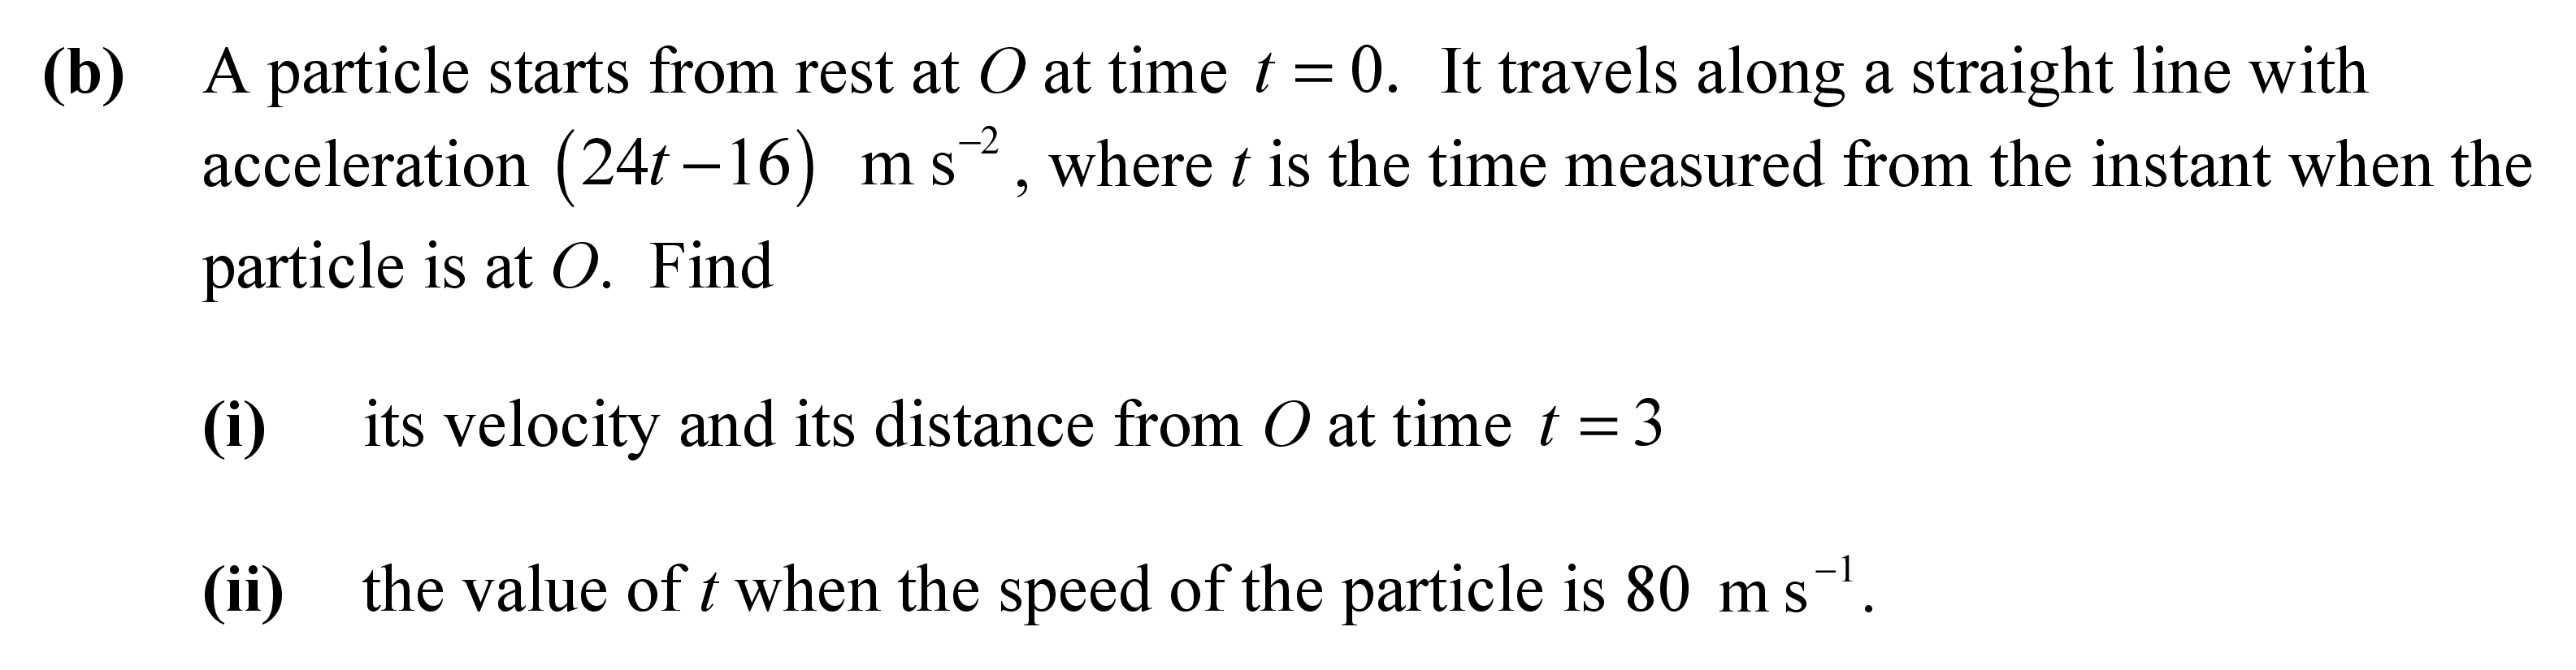 (b) A particle starts from rest at O at time t = 0. It travels along a straight line with
acceleration (24t − 16) m s⁻², where t is the time measured from the instant when the
particle is at O. Find
(i) its velocity and its distance from O at time t = 3
(ii) the value of t when the speed of the particle is 80 m s⁻¹.